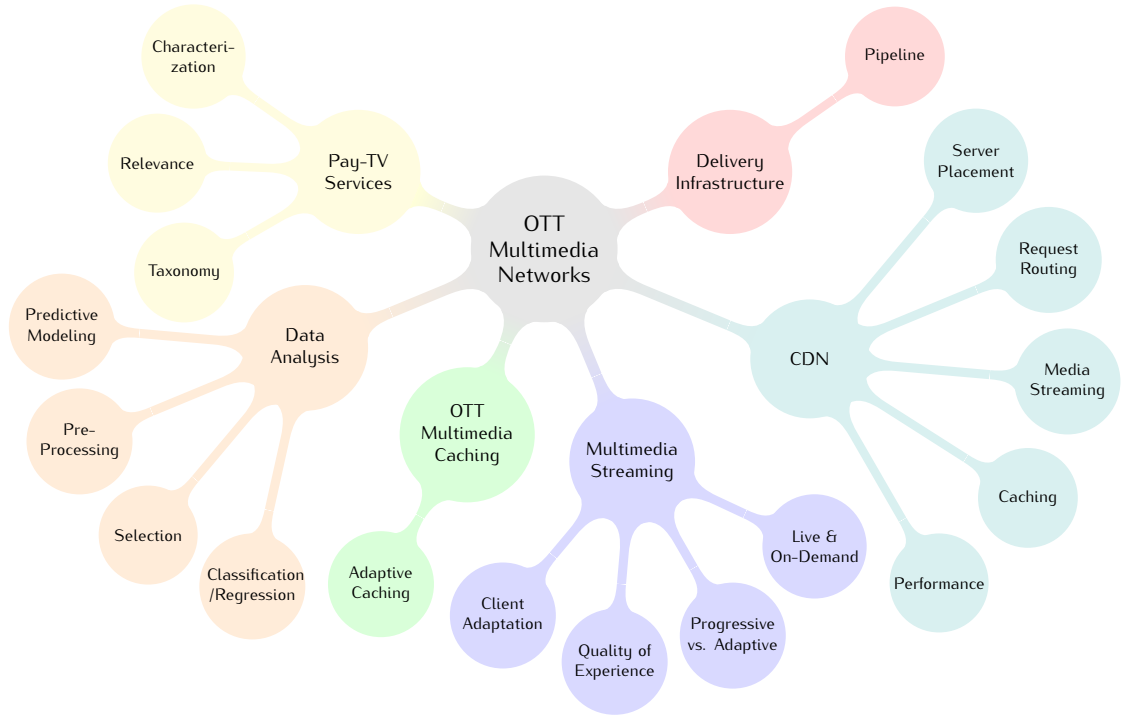 OTT
Multimedia
Networks
Pay-TV
Services
Characteri-
zation
Relevance
Taxonomy
Data
Analysis
Predictive
Modeling
Pre-
Processing
Selection
Classification
/Regression
OTT
Multimedia
Caching
Adaptive
Caching
Multimedia
Streaming
Client
Adaptation
Quality of
Experience
Progressive
vs. Adaptive
Live &
On-Demand
CDN
Performance
Caching
Media
Streaming
Request
Routing
Server
Placement
Delivery
Infrastructure
Pipeline